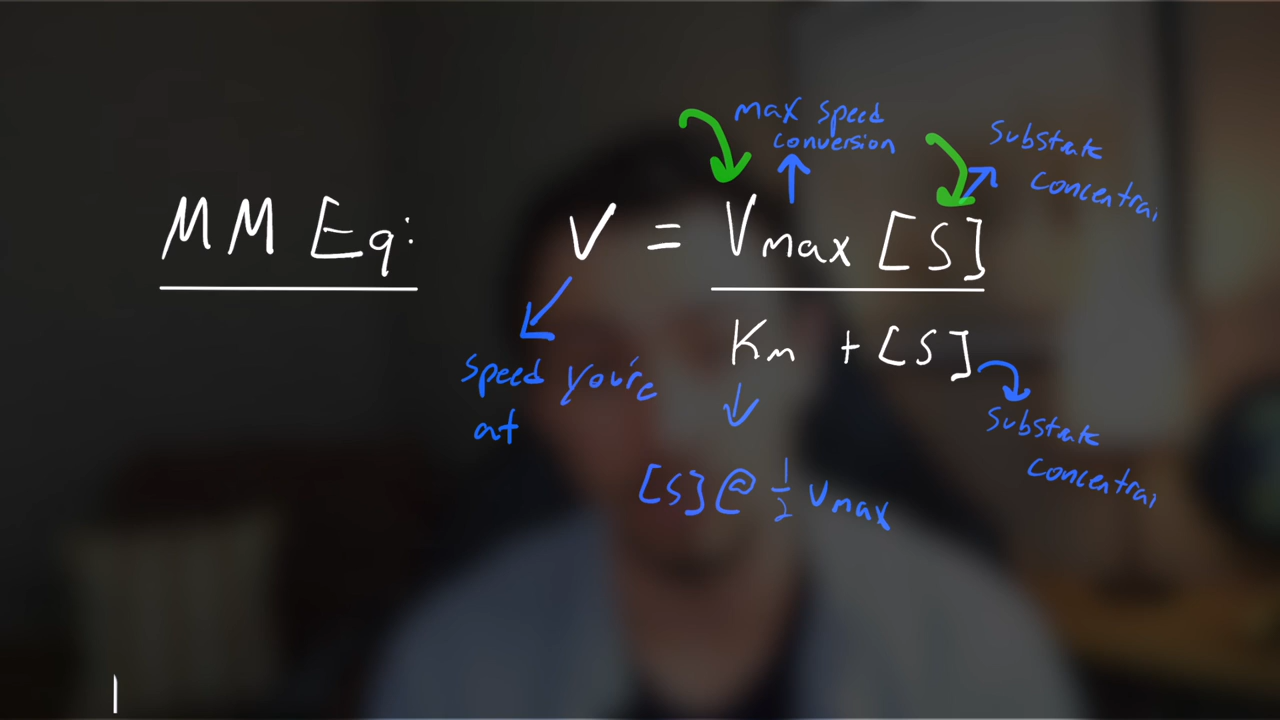 max speed
conversion
Substrate
concentrai
MM Eq: V = Vmax [S]
Km + [S]
Speed you're
at
Substrate
concentrai
[S] @ 1/2 Vmax